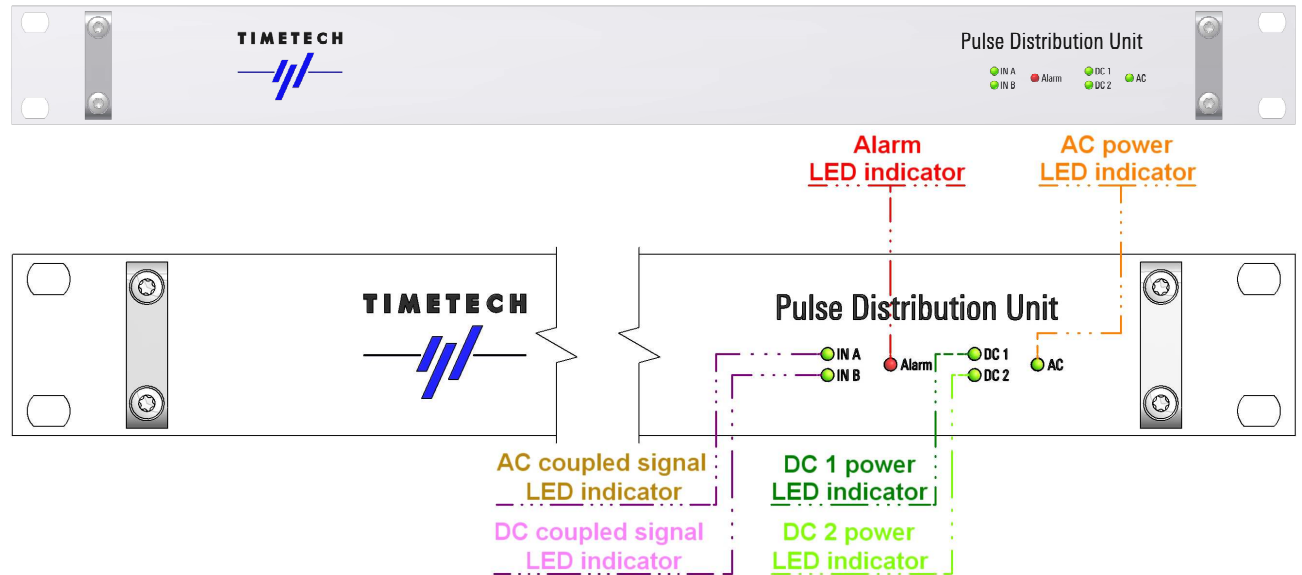 TIMETECH
Pulse Distribution Unit
IN A
IN B
Alarm
DC 1
DC 2
AC
Alarm
LED indicator
AC power
LED indicator
TIMETECH
Pulse Distribution Unit
IN A
IN B
Alarm
DC 1
DC 2
AC
AC coupled signal
LED indicator
DC 1 power
LED indicator
DC coupled signal
LED indicator
DC 2 power
LED indicator